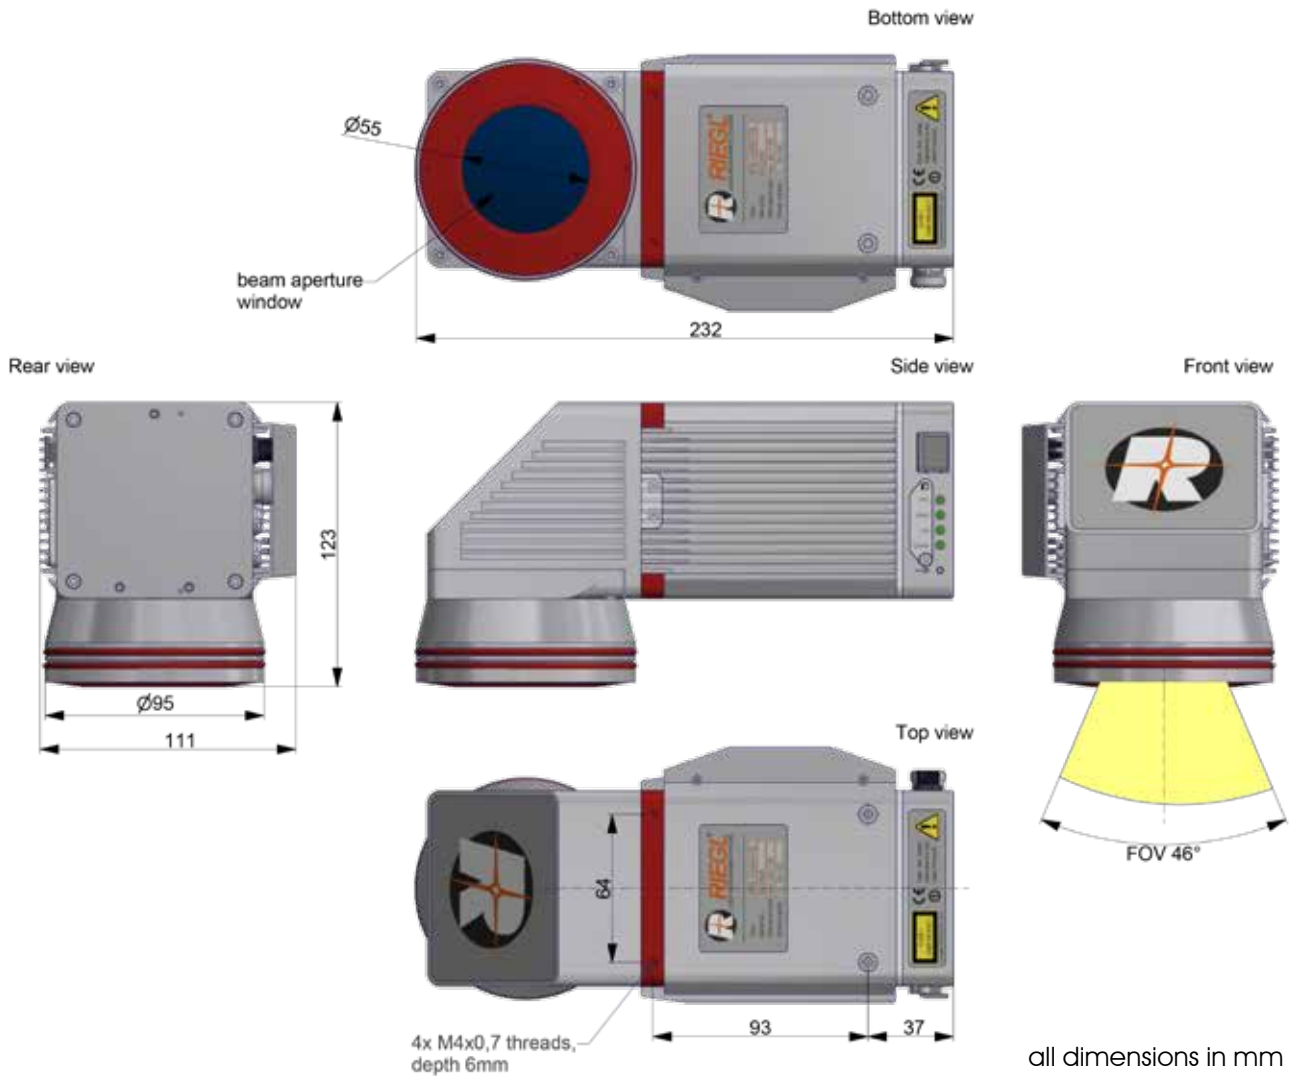 Bottom view
Ø55
RIEGL
beam aperture
window
232
Rear view
Side view
Front view
123
Ø95
111
Top view
FOV 46°
64
RIEGL
93
37
4x M4x0,7 threads,
depth 6mm
all dimensions in mm